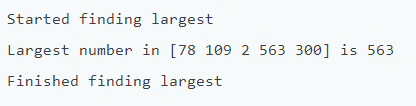 Started finding largest
Largest number in [78 109 2 563 300] is 563
Finished finding largest